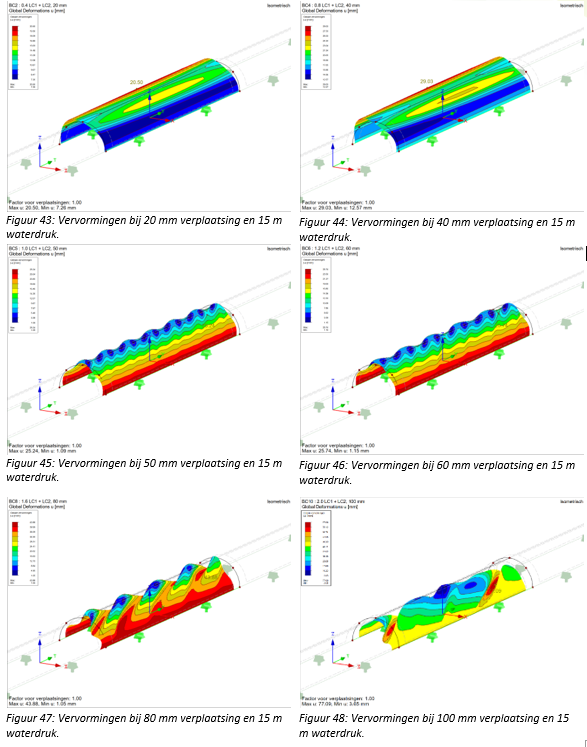 BC2 : 0.4 LC1 + LC2, 20 mm
Isometrisch
Global Deformations u [mm]
20.50
Factor voor verplaatsingen: 1.00
Max u: 20.50, Min u: 7.26 mm
Figuur 43: Vervormingen bij 20 mm verplaatsing en 15 m
waterdruk.
BC4 : 0.8 LC1 + LC2, 40 mm
Isometrisch
Global Deformations u [mm]
29.03
Factor voor verplaatsingen: 1.00
Max u: 29.03, Min u: 12.57 mm
Figuur 44: Vervormingen bij 40 mm verplaatsing en 15 m
waterdruk.
BC5 : 1.0 LC1 + LC2, 50 mm
Isometrisch
Global Deformations u [mm]
Factor voor verplaatsingen: 1.00
Max u: 25.24, Min u: 1.09 mm
Figuur 45: Vervormingen bij 50 mm verplaatsing en 15 m
waterdruk.
BC6 : 1.2 LC1 + LC2, 60 mm
Isometrisch
Global Deformations u [mm]
Factor voor verplaatsingen: 1.00
Max u: 25.74, Min u: 1.15 mm
Figuur 46: Vervormingen bij 60 mm verplaatsing en 15 m
waterdruk.
BC8 : 1.6 LC1 + LC2, 80 mm
Isometrisch
Global Deformations u [mm]
Factor voor verplaatsingen: 1.00
Max u: 43.88, Min u: 1.05 mm
Figuur 47: Vervormingen bij 80 mm verplaatsing en 15 m
waterdruk.
BC10 : 2.0 LC1 + LC2, 100 mm
Isometrisch
Global Deformations u [mm]
Factor voor verplaatsingen: 1.00
Max u: 77.09, Min u: 3.65 mm
Figuur 48: Vervormingen bij 100 mm verplaatsing en 15
m waterdruk.